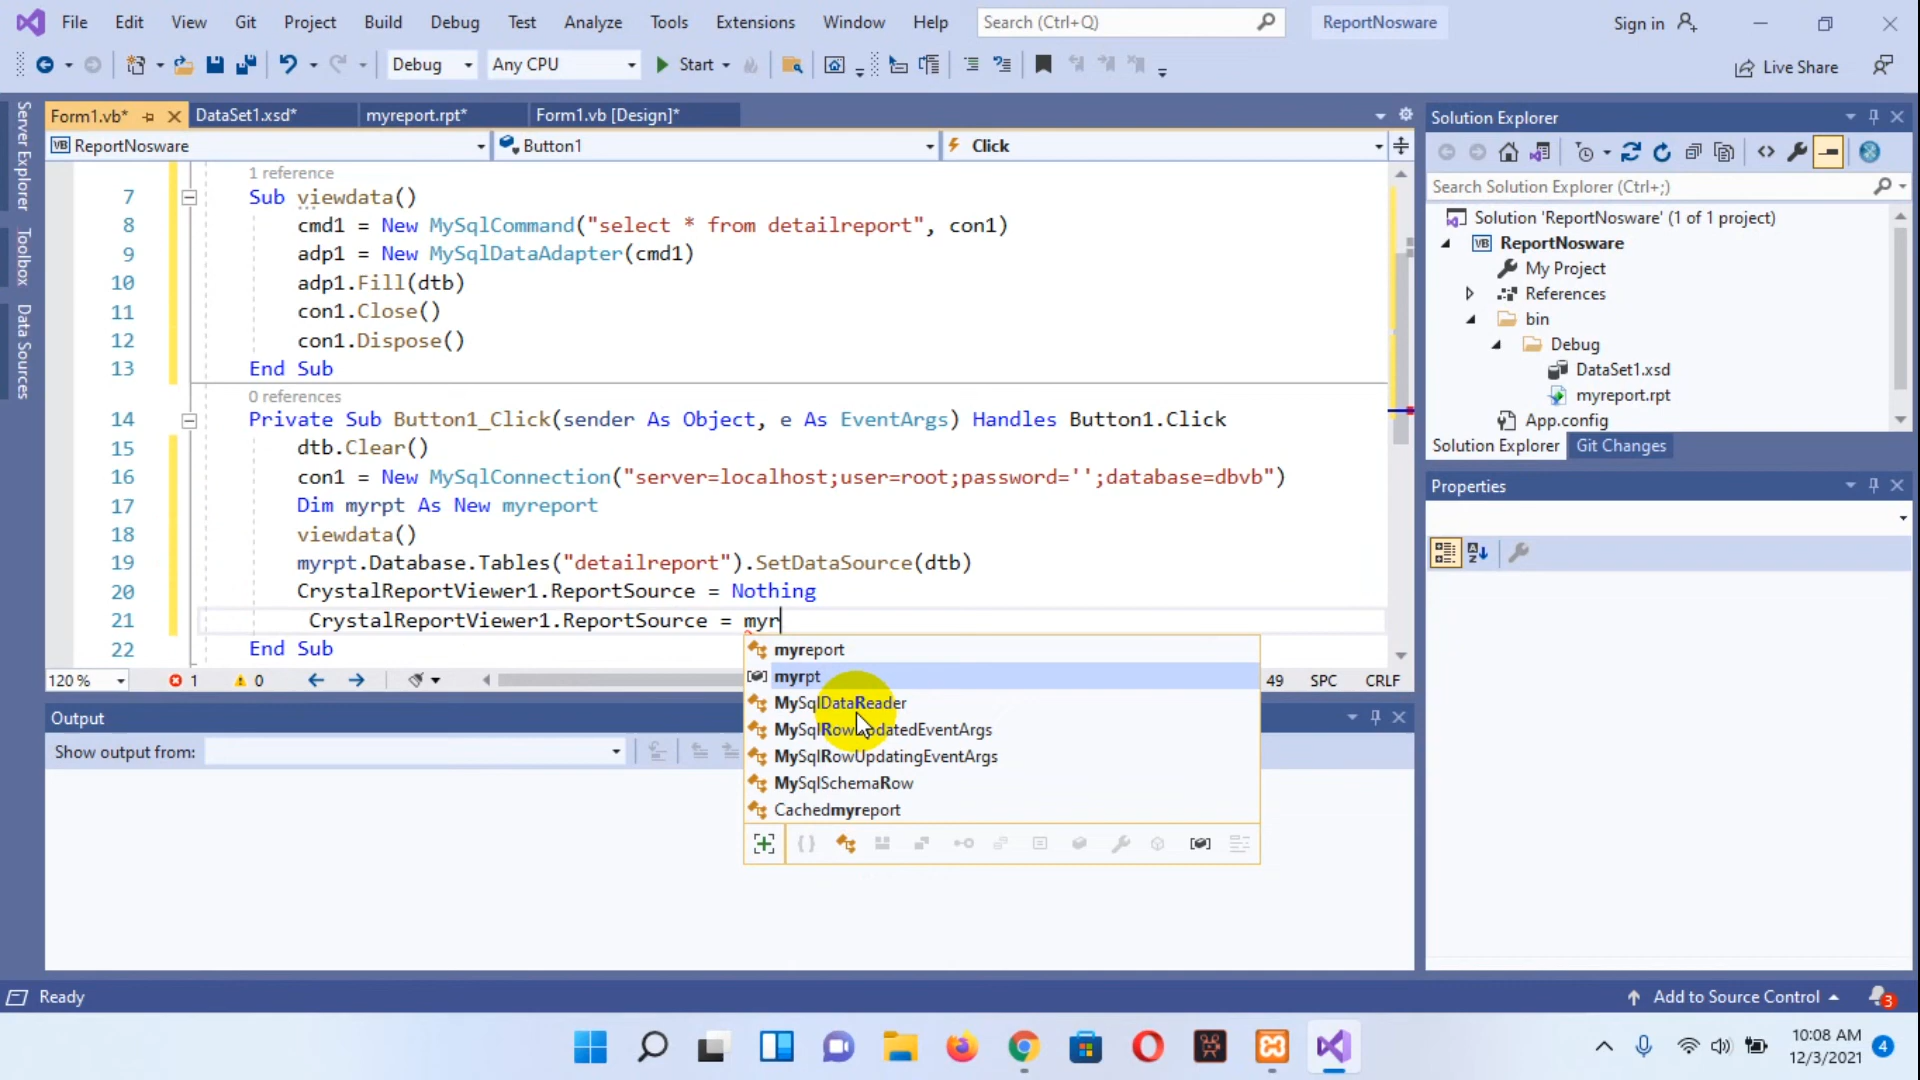 File Edit View Git Project Build Debug Test Analyze Tools Extensions Window Help Search (Ctrl+Q) ReportNosware Sign in
Debug Any CPU Start Live Share
Server Explorer
Toolbox
Data Sources
Form1.vb* DataSet1.xsd* myreport.rpt* Form1.vb [Design]*
VB ReportNosware Button1 Click
1 reference
7 Sub viewdata()
8 cmd1 = New MySqlCommand("select * from detailreport", con1)
9 adp1 = New MySqlDataAdapter(cmd1)
10 adp1.Fill(dtb)
11 con1.Close()
12 con1.Dispose()
13 End Sub
0 references
14 Private Sub Button1_Click(sender As Object, e As EventArgs) Handles Button1.Click
15 dtb.Clear()
16 con1 = New MySqlConnection("server=localhost;user=root;password='';database=dbvb")
17 Dim myrpt As New myreport
18 viewdata()
19 myrpt.Database.Tables("detailreport").SetDataSource(dtb)
20 CrystalReportViewer1.ReportSource = Nothing
21 CrystalReportViewer1.ReportSource = myr
22 End Sub
myreport
myrpt
MySqlDataReader
MySqlRowUpdatedEventArgs
MySqlRowUpdatingEventArgs
MySqlSchemaRow
Cachedmyreport
120 % 1 0 49 SPC CRLF
Output
Show output from:
Solution Explorer
Search Solution Explorer (Ctrl+;)
Solution 'ReportNosware' (1 of 1 project)
VB ReportNosware
My Project
References
bin
Debug
DataSet1.xsd
myreport.rpt
App.config
Solution Explorer Git Changes
Properties
Ready Add to Source Control 3
10:08 AM
12/3/2021 4